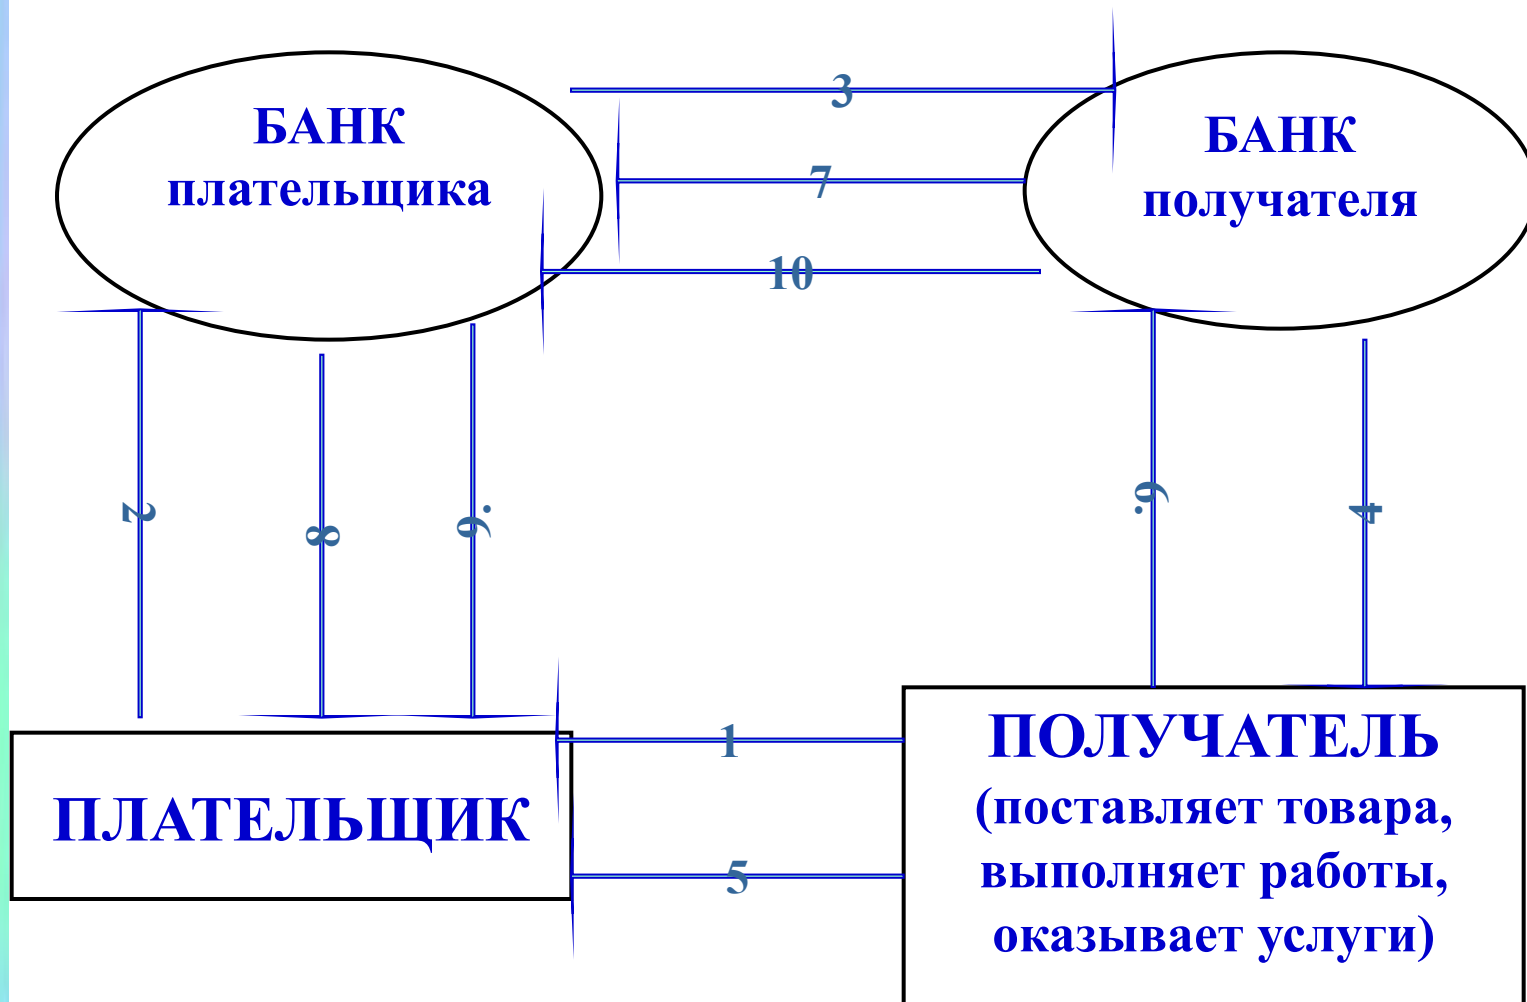 БАНК
плательщика
БАНК
получателя
3
7
10
2
8
9.
6.
4
1
5
ПЛАТЕЛЬЩИК
ПОЛУЧАТЕЛЬ
(поставляет товара,
выполняет работы,
оказывает услуги)